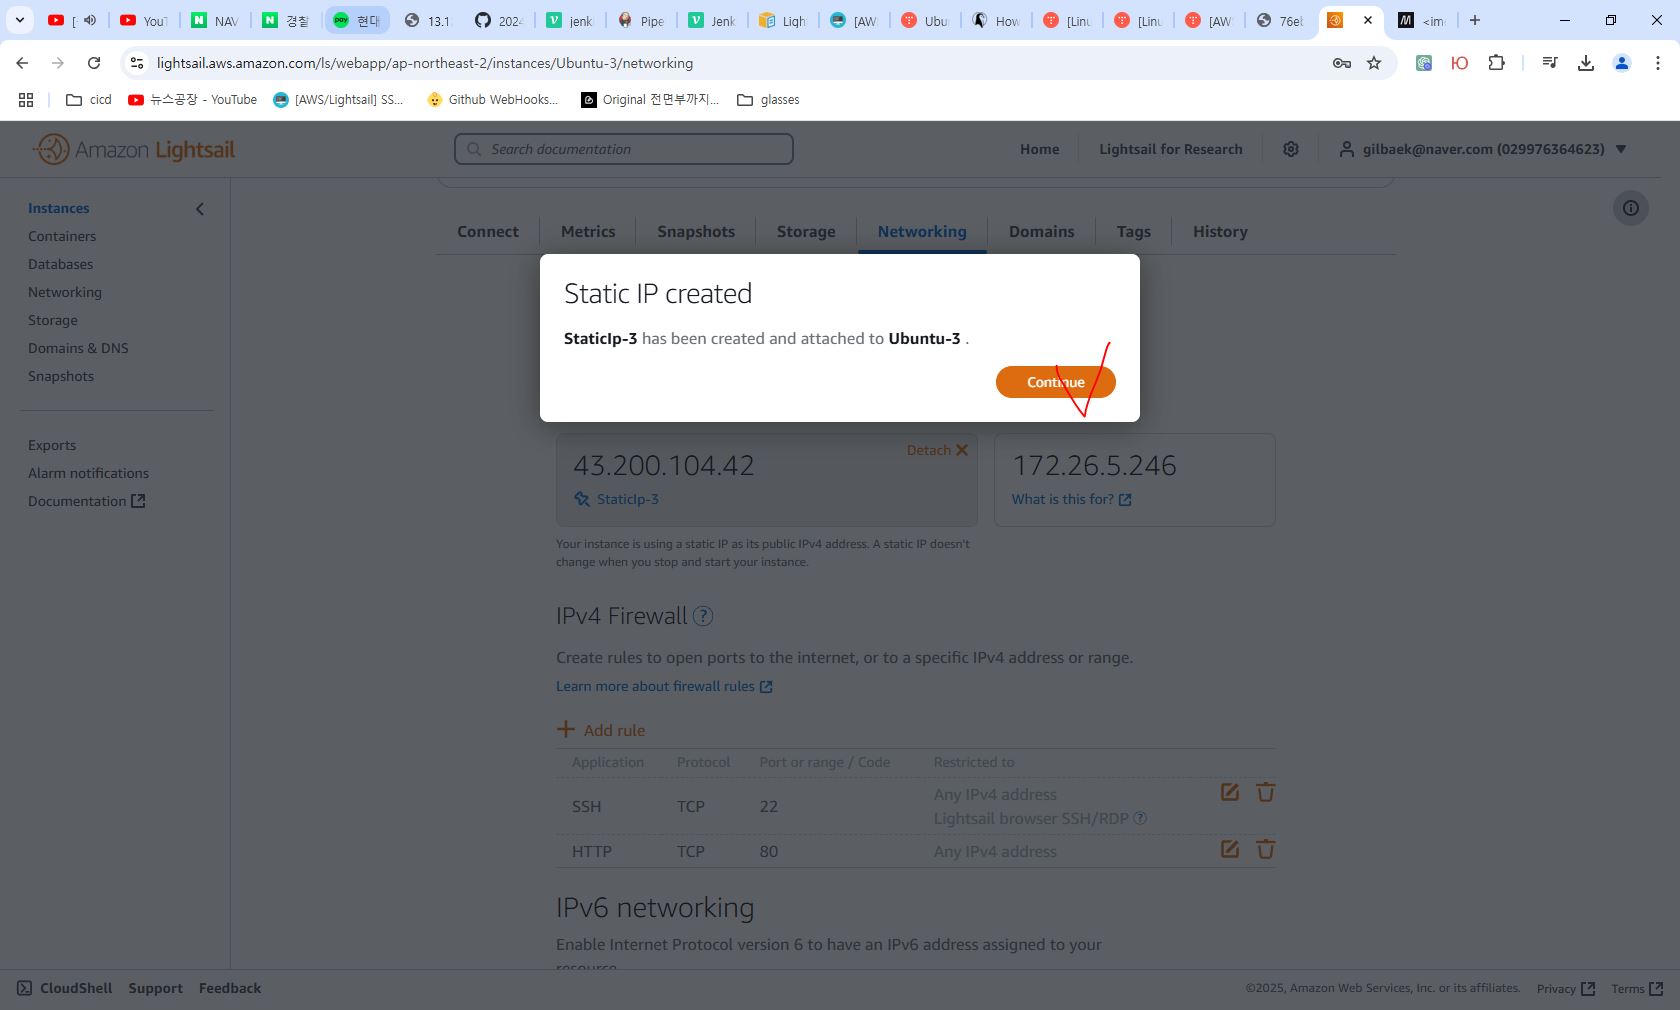 [
YouT
NAV
경찰
pay
현대
13.1
2024
jenk
Pipe
Jenk
Ligh
[AW
Ubu
How
[Linu
[Linu
[AW
76eb
<im
lightsail.aws.amazon.com/ls/webapp/ap-northeast-2/instances/Ubuntu-3/networking
cicd
뉴스공장 - YouTube
[AWS/Lightsail] SS...
Github WebHooks...
Original 전면부까지...
glasses
Amazon Lightsail
Search documentation
Home
Lightsail for Research
gilbaek@naver.com (029976364623)
Instances
Containers
Databases
Networking
Storage
Domains & DNS
Snapshots
Exports
Alarm notifications
Documentation
Connect
Metrics
Snapshots
Storage
Networking
Domains
Tags
History
Static IP created
StaticIp-3 has been created and attached to Ubuntu-3 .
Continue
43.200.104.42
Detach
StaticIp-3
172.26.5.246
What is this for?
Your instance is using a static IP as its public IPv4 address. A static IP doesn't
change when you stop and start your instance.
IPv4 Firewall ?
Create rules to open ports to the internet, or to a specific IPv4 address or range.
Learn more about firewall rules
+ Add rule
Application Protocol Port or range / Code Restricted to
SSH TCP 22 Any IPv4 address
Lightsail browser SSH/RDP ?
HTTP TCP 80 Any IPv4 address
IPv6 networking
Enable Internet Protocol version 6 to have an IPv6 address assigned to your
resource
CloudShell
Support
Feedback
©2025, Amazon Web Services, Inc. or its affiliates.
Privacy
Terms